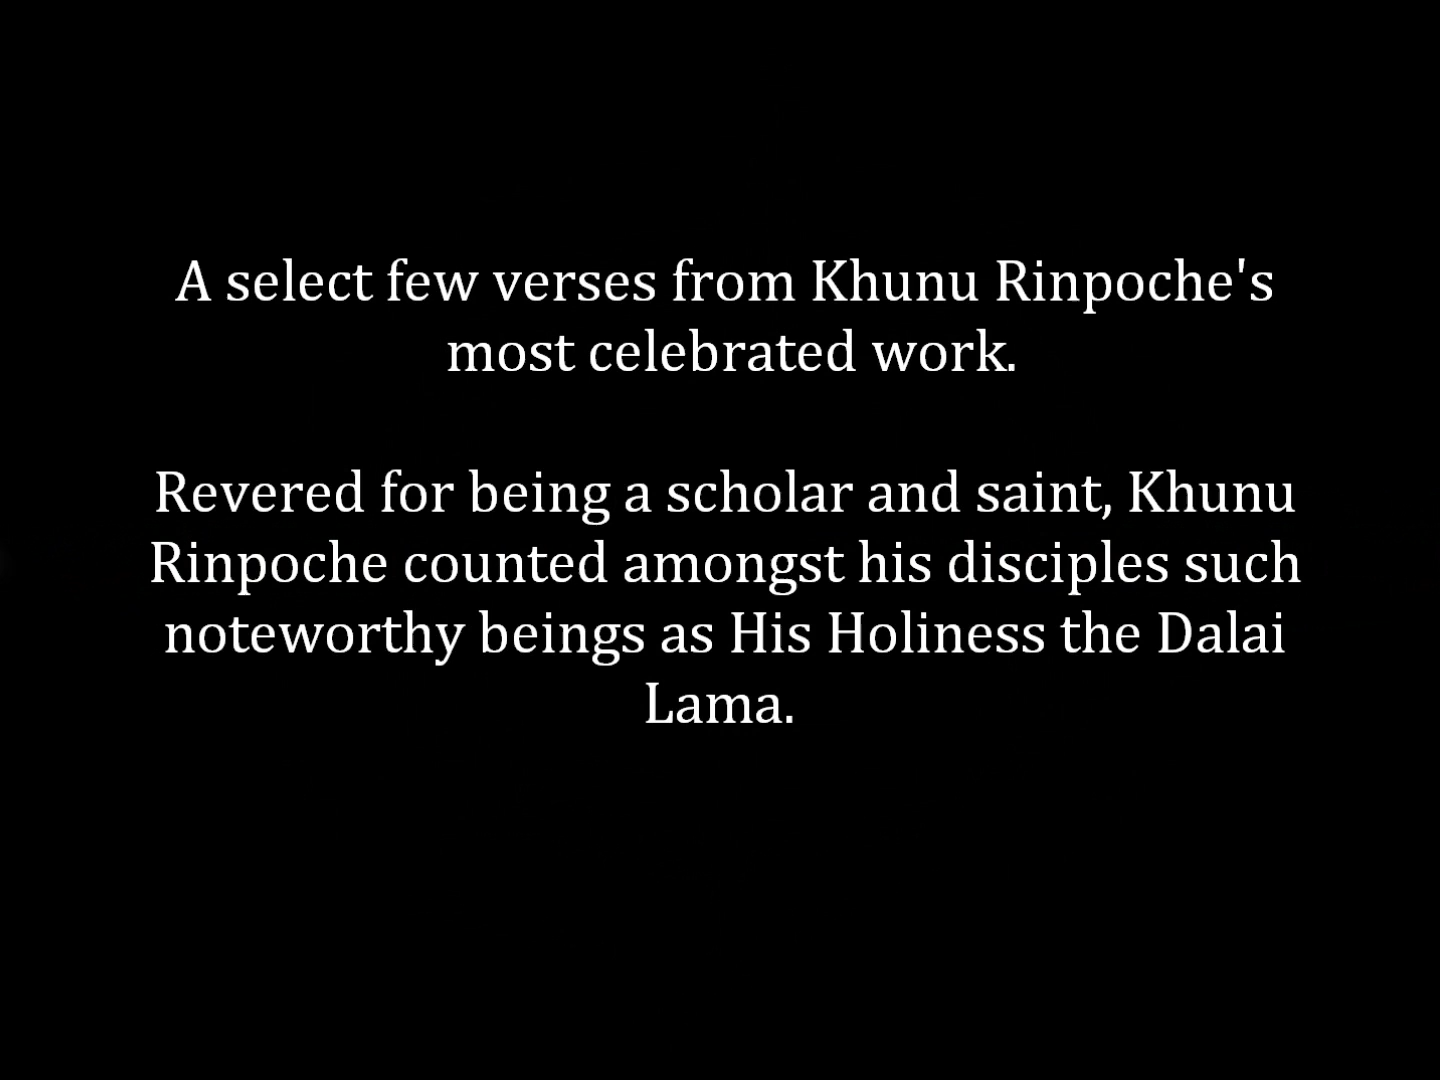 A select few verses from Khunu Rinpoche's
most celebrated work.
Revered for being a scholar and saint, Khunu
Rinpoche counted amongst his disciples such
noteworthy beings as His Holiness the Dalai
Lama.